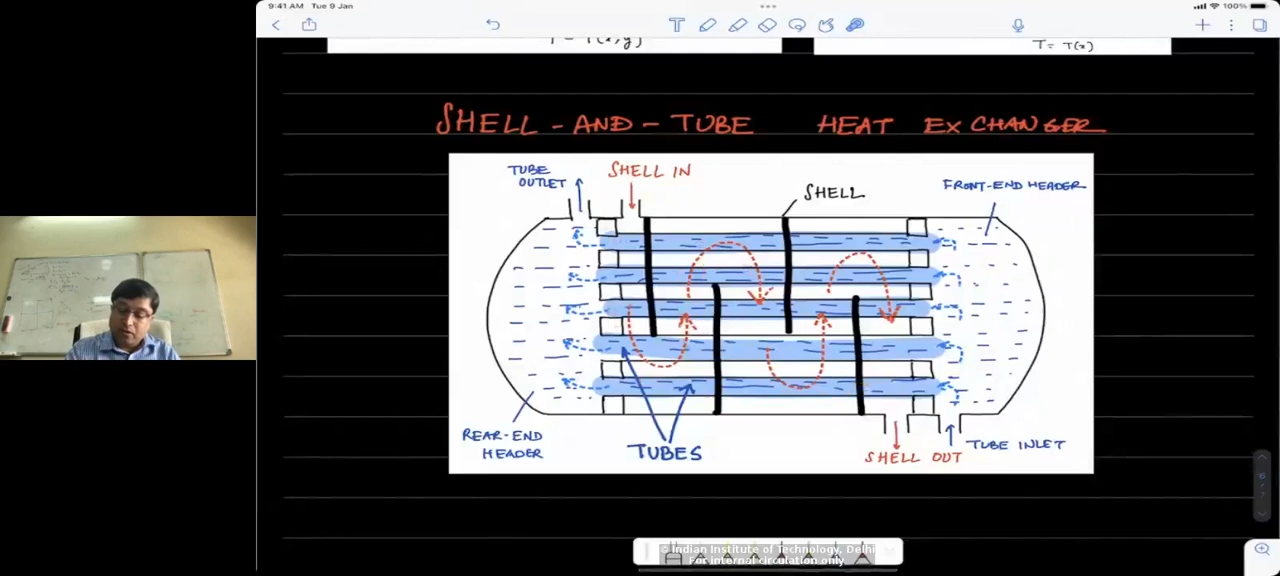 9:41 AM Tue 9 Jan
100%
T = T(x,y)
T = T(x)
SHELL-AND-TUBE HEAT EXCHANGER
TUBE OUTLET
SHELL IN
SHELL
FRONT-END HEADER
REAR-END HEADER
TUBES
SHELL OUT
TUBE INLET
© Indian Institute of Technology, Delhi
For internal circulation only